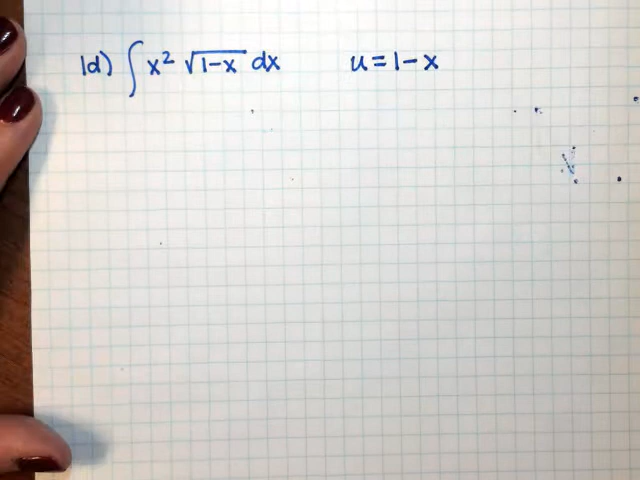 1d) ∫ x² √(1-x) dx u = 1 - x